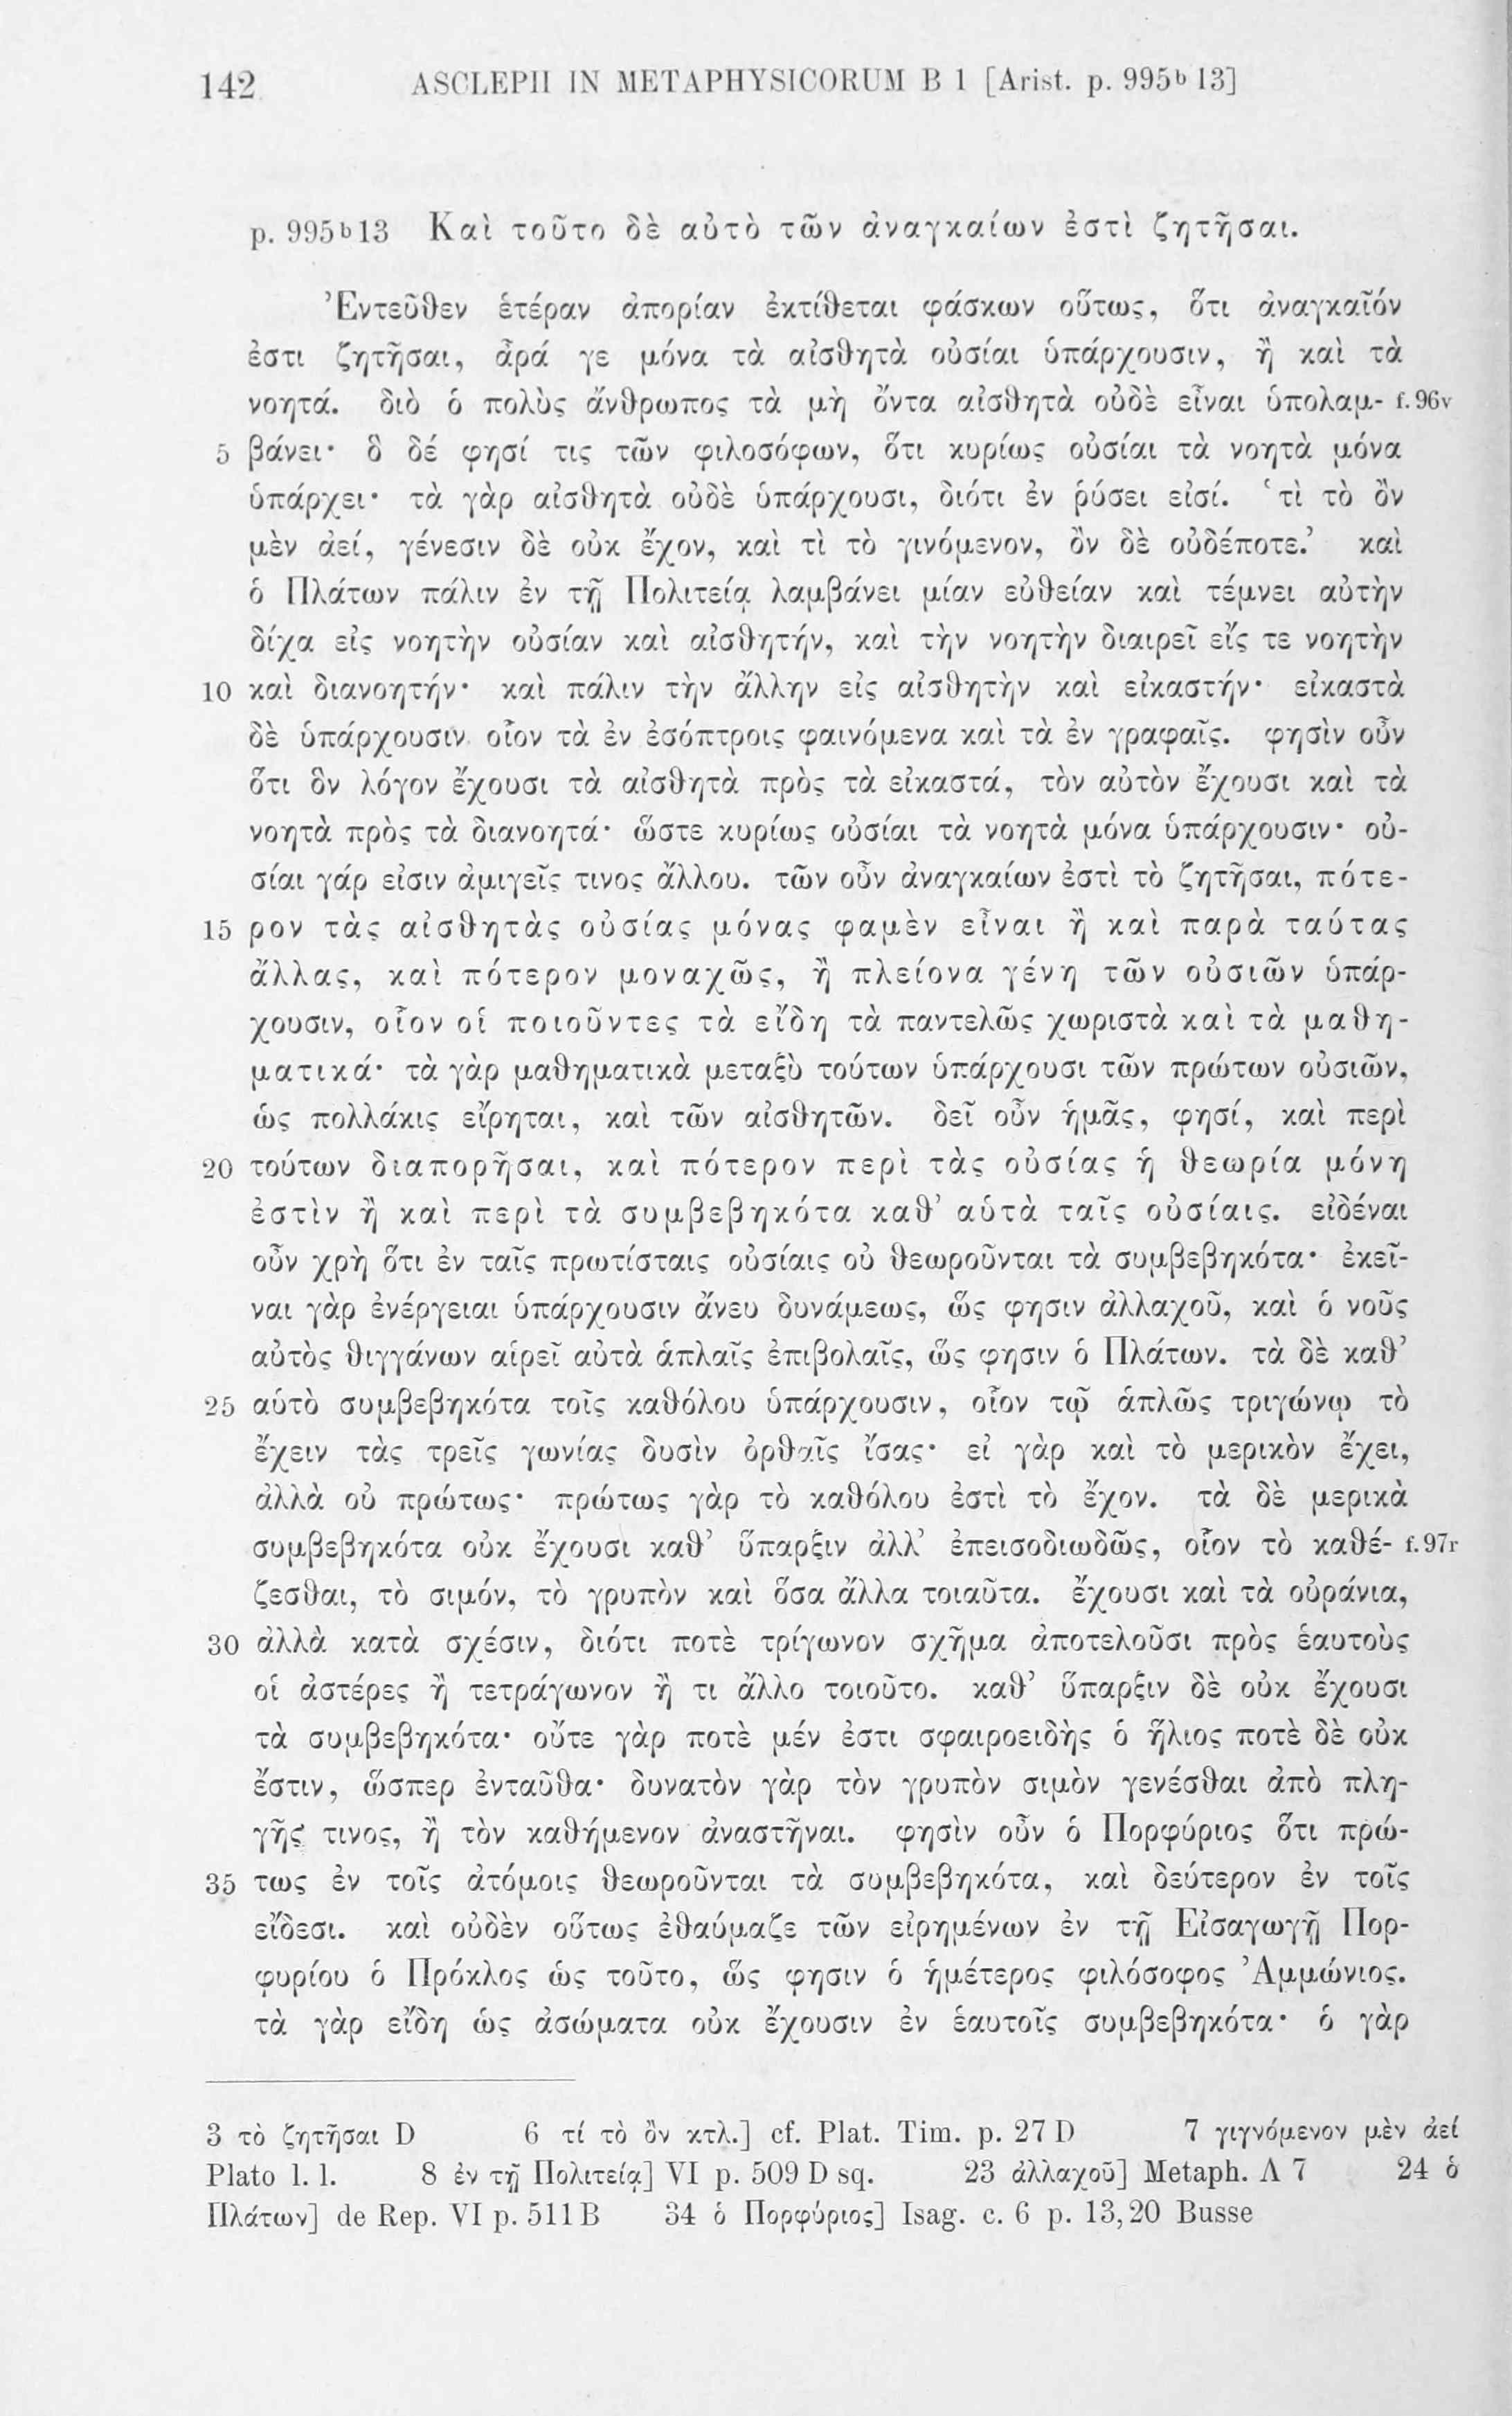 142 ASCLEPII IN METAPHYSICORUM B 1 [Arist. p. 995ᵇ 13]
p. 995ᵇ13 Καὶ τοῦτο δὲ αὐτὸ τῶν ἀναγκαίων ἐστὶ ζητῆσαι.
Ἐντεῦθεν ἑτέραν ἀπορίαν ἐκτίθεται φάσκων οὕτως, ὅτι ἀναγκαῖόν
ἐστι ζητῆσαι, ἆρά γε μόνα τὰ αἰσθητὰ οὐσίαι ὑπάρχουσιν, ἢ καὶ τὰ
νοητά. διὸ ὁ πολὺς ἄνθρωπος τὰ μὴ ὄντα αἰσθητὰ οὐδὲ εἶναι ὑπολαμ- f. 96v
5 βάνει· ὃ δέ φησί τις τῶν φιλοσόφων, ὅτι κυρίως οὐσίαι τὰ νοητὰ μόνα
ὑπάρχει· τὰ γὰρ αἰσθητὰ οὐδὲ ὑπάρχουσι, διότι ἐν ῥύσει εἰσί. ‘τὶ τὸ ὂν
μὲν ἀεί, γένεσιν δὲ οὐκ ἔχον, καὶ τὶ τὸ γινόμενον, ὂν δὲ οὐδέποτε.’ καὶ
ὁ Πλάτων πάλιν ἐν τῇ Πολιτείᾳ λαμβάνει μίαν εὐθείαν καὶ τέμνει αὐτὴν
δίχα εἰς νοητὴν οὐσίαν καὶ αἰσθητήν, καὶ τὴν νοητὴν διαιρεῖ εἴς τε νοητὴν
10 καὶ διανοητήν· καὶ πάλιν τὴν ἄλλην εἰς αἰσθητὴν καὶ εἰκαστήν· εἰκαστὰ
δὲ ὑπάρχουσιν οἷον τὰ ἐν ἐσόπτροις φαινόμενα καὶ τὰ ἐν γραφαῖς. φησὶν οὖν
ὅτι ὃν λόγον ἔχουσι τὰ αἰσθητὰ πρὸς τὰ εἰκαστά, τὸν αὐτὸν ἔχουσι καὶ τὰ
νοητὰ πρὸς τὰ διανοητά· ὥστε κυρίως οὐσίαι τὰ νοητὰ μόνα ὑπάρχουσιν· οὐ-
σίαι γάρ εἰσιν ἀμιγεῖς τινος ἄλλου. τῶν οὖν ἀναγκαίων ἐστὶ τὸ ζητῆσαι, πότε-
15 ρον τὰς αἰσθητὰς οὐσίας μόνας φαμὲν εἶναι ἢ καὶ παρὰ ταύτας
ἄλλας, καὶ πότερον μοναχῶς, ἢ πλείονα γένη τῶν οὐσιῶν ὑπάρ-
χουσιν, οἷον οἱ ποιοῦντες τὰ εἴδη τὰ παντελῶς χωριστὰ καὶ τὰ μαθη-
ματικά· τὰ γὰρ μαθηματικὰ μεταξὺ τούτων ὑπάρχουσι τῶν πρώτων οὐσιῶν,
ὡς πολλάκις εἴρηται, καὶ τῶν αἰσθητῶν. δεῖ οὖν ἡμᾶς, φησί, καὶ περὶ
20 τούτων διαπορῆσαι, καὶ πότερον περὶ τὰς οὐσίας ἡ θεωρία μόνη
ἐστὶν ἢ καὶ περὶ τὰ συμβεβηκότα καθ’ αὑτὰ ταῖς οὐσίαις. εἰδέναι
οὖν χρὴ ὅτι ἐν ταῖς πρωτίσταις οὐσίαις οὐ θεωροῦνται τὰ συμβεβηκότα· ἐκεῖ-
ναι γὰρ ἐνέργειαι ὑπάρχουσιν ἄνευ δυνάμεως, ὥς φησιν ἀλλαχοῦ, καὶ ὁ νοῦς
αὐτὸς θιγγάνων αἱρεῖ αὐτὰ ἁπλαῖς ἐπιβολαῖς, ὥς φησιν ὁ Πλάτων. τὰ δὲ καθ’
25 αὑτὸ συμβεβηκότα τοῖς καθόλου ὑπάρχουσιν, οἷον τῷ ἁπλῶς τριγώνῳ τὸ
ἔχειν τὰς τρεῖς γωνίας δυσὶν ὀρθαῖς ἴσας· εἰ γὰρ καὶ τὸ μερικὸν ἔχει,
ἀλλὰ οὐ πρώτως· πρώτως γὰρ τὸ καθόλου ἐστὶ τὸ ἔχον. τὰ δὲ μερικὰ
συμβεβηκότα οὐκ ἔχουσι καθ’ ὕπαρξιν ἀλλ’ ἐπεισοδιωδῶς, οἷον τὸ καθέ- f. 97r
ζεσθαι, τὸ σιμόν, τὸ γρυπὸν καὶ ὅσα ἄλλα τοιαῦτα. ἔχουσι καὶ τὰ οὐράνια,
30 ἀλλὰ κατὰ σχέσιν, διότι ποτὲ τρίγωνον σχῆμα ἀποτελοῦσι πρὸς ἑαυτοὺς
οἱ ἀστέρες ἢ τετράγωνον ἤ τι ἄλλο τοιοῦτο. καθ’ ὕπαρξιν δὲ οὐκ ἔχουσι
τὰ συμβεβηκότα· οὔτε γὰρ ποτὲ μέν ἐστι σφαιροειδὴς ὁ ἥλιος ποτὲ δὲ οὐκ
ἔστιν, ὥσπερ ἐνταῦθα· δυνατὸν γὰρ τὸν γρυπὸν σιμὸν γενέσθαι ἀπὸ πλη-
γῆς τινος, ἢ τὸν καθήμενον ἀναστῆναι. φησὶν οὖν ὁ Πορφύριος ὅτι πρώ-
35 τως ἐν τοῖς ἀτόμοις θεωροῦνται τὰ συμβεβηκότα, καὶ δεύτερον ἐν τοῖς
εἴδεσι. καὶ οὐδὲν οὕτως ἐθαύμαζε τῶν εἰρημένων ἐν τῇ Εἰσαγωγῇ Πορ-
φυρίου ὁ Πρόκλος ὡς τοῦτο, ὥς φησιν ὁ ἡμέτερος φιλόσοφος Ἀμμώνιος.
τὰ γὰρ εἴδη ὡς ἀσώματα οὐκ ἔχουσιν ἐν ἑαυτοῖς συμβεβηκότα· ὁ γὰρ
3 τὸ ζητῆσαι D 6 τί τὸ ὂν κτλ.] cf. Plat. Tim. p. 27 D 7 γιγνόμενον μὲν ἀεί
Plato l. l. 8 ἐν τῇ Πολιτείᾳ] VI p. 509 D sq. 23 ἀλλαχοῦ] Metaph. Λ 7 24 ὁ
Πλάτων] de Rep. VI p. 511 B 34 ὁ Πορφύριος] Isag. c. 6 p. 13,20 Busse